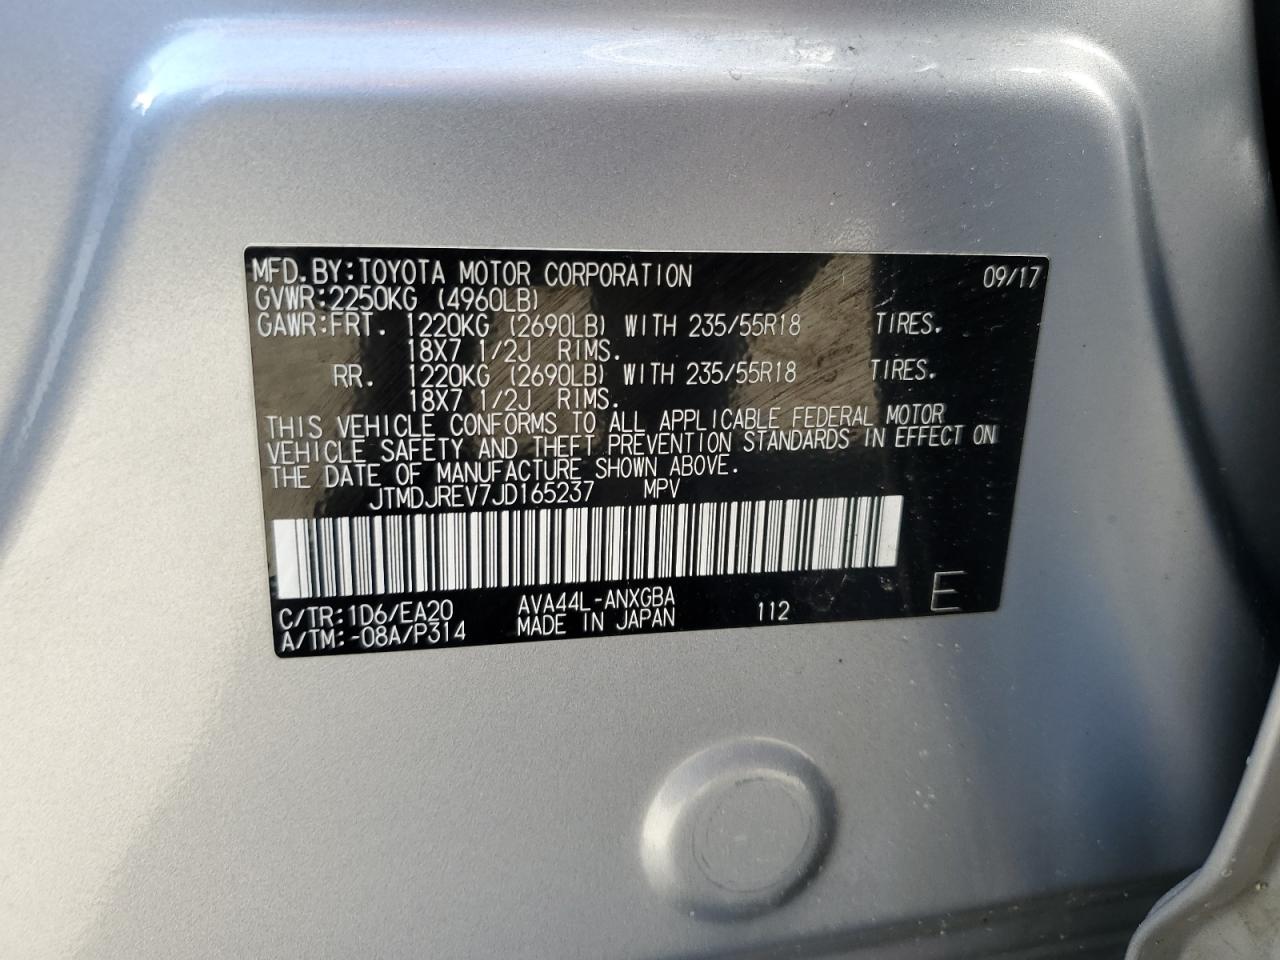 MFD.BY:TOYOTA MOTOR CORPORATION 09/17
GVWR:2250KG (4960LB)
GAWR:FRT. 1220KG (2690LB) WITH 235/55R18 TIRES.
18X7 1/2J RIMS.
RR. 1220KG (2690LB) WITH 235/55R18 TIRES.
18X7 1/2J RIMS.
THIS VEHICLE CONFORMS TO ALL APPLICABLE FEDERAL MOTOR
VEHICLE SAFETY AND THEFT PREVENTION STANDARDS IN EFFECT ON
THE DATE OF MANUFACTURE SHOWN ABOVE.
JTMDJREV7JD165237 MPV
C/TR:1D6/EA20 AVA44L-ANXGBA 112 E
A/TM:-08A/P314 MADE IN JAPAN